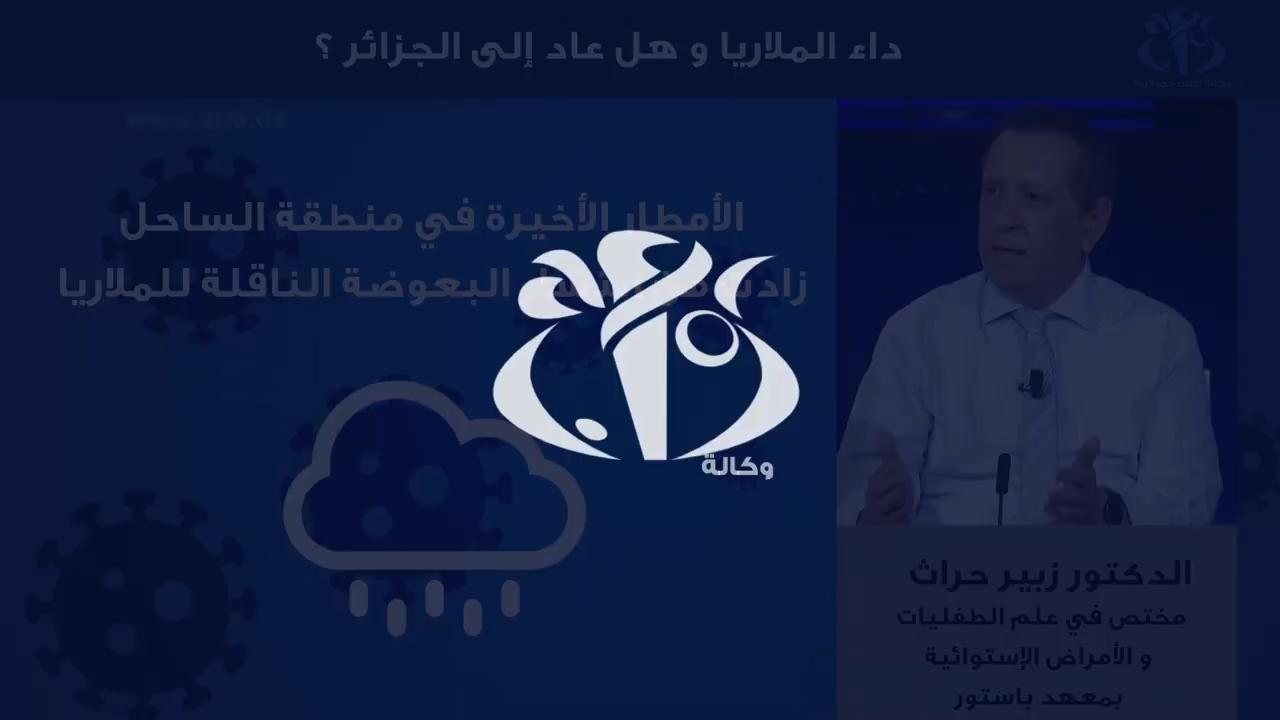 داء الملاريا و هل عاد إلى الجزائر ؟
الأمطار الأخيرة في منطقة الساحل
البعوضة الناقلة للملاريا
وكالة
الدكتور زبير حراث
مختص في علم الطفليات
و الأمراض الإستوائية
بمعهد باستور